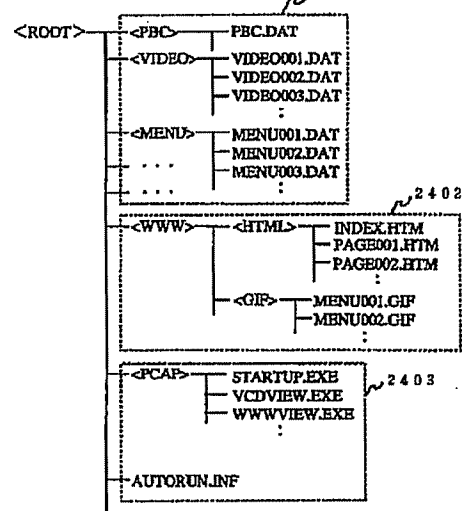 <ROOT> <PBC> PBC.DAT
<VIDEO> VIDEO001.DAT
VIDEO002.DAT
VIDEO003.DAT
<MENU> MENU001.DAT
MENU002.DAT
MENU003.DAT
2402
<WWW> <HTML> INDEX.HTM
PAGE001.HTM
PAGE002.HTM
<GIF> MENU001.GIF
MENU002.GIF
<PCAP> STARTUP.EXE
2403
VCDVIEW.EXE
WWWVIEW.EXE
AUTORUN.INF